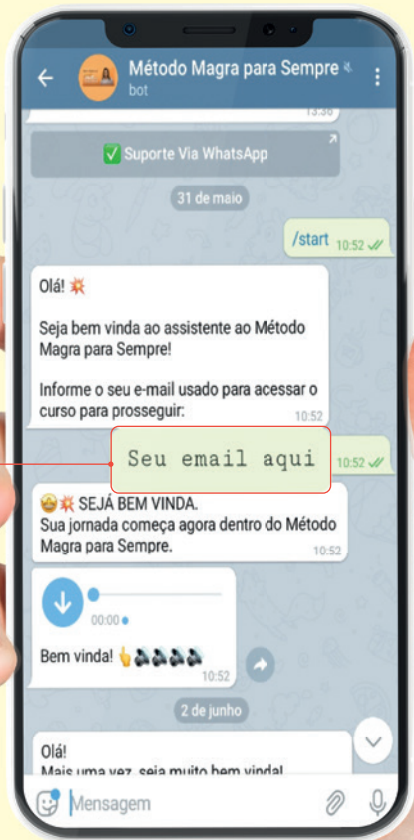 Método Magra para Sempre
bot
13:36
✅ Suporte Via WhatsApp
31 de maio
/start 10:52
Olá! 💥
Seja bem vinda ao assistente ao Método
Magra para Sempre!
Informe o seu e-mail usado para acessar o
curso para prosseguir:
10:52
Seu email aqui
10:52
🤩💥 SEJÁ BEM VINDA.
Sua jornada começa agora dentro do Método
Magra para Sempre.
10:52
00:00
Bem vinda! 👆🔊🔊🔊🔊
10:52
2 de junho
Olá!
Mais uma vez, seja muito bem vinda!
Mensagem